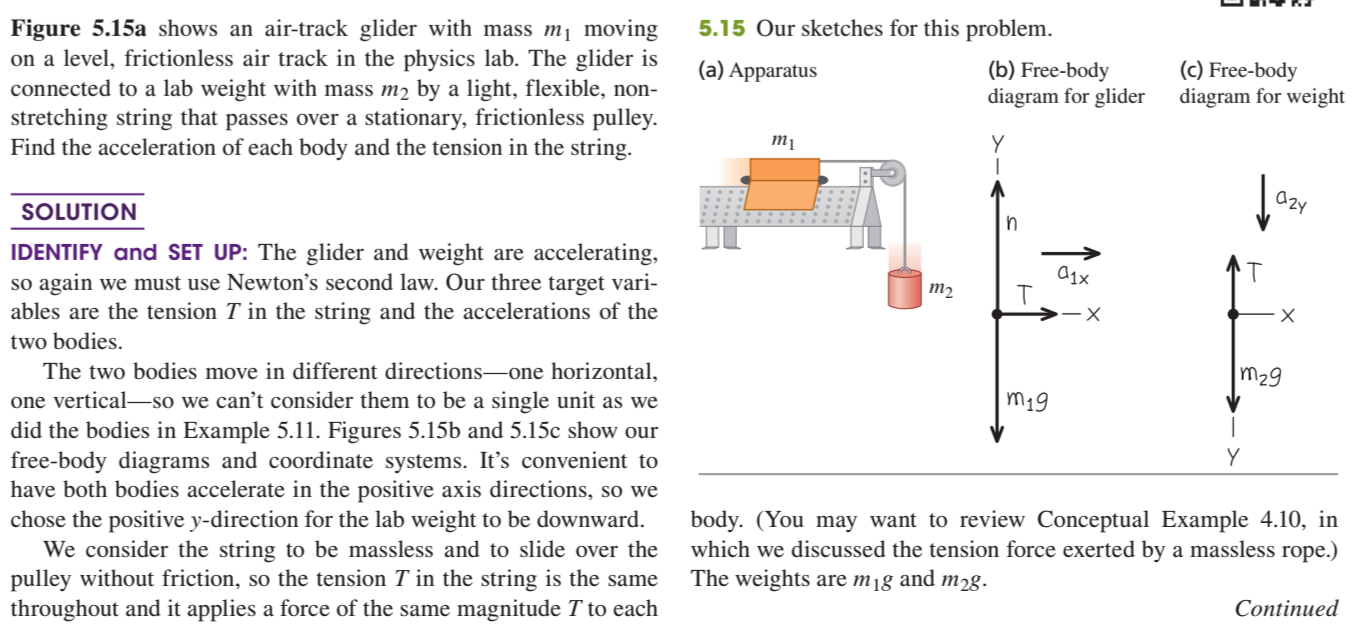 Figure 5.15a shows an air-track glider with mass m₁ moving
on a level, frictionless air track in the physics lab. The glider is
connected to a lab weight with mass m₂ by a light, flexible, non-
stretching string that passes over a stationary, frictionless pulley.
Find the acceleration of each body and the tension in the string.
SOLUTION
IDENTIFY and SET UP: The glider and weight are accelerating,
so again we must use Newton's second law. Our three target vari-
ables are the tension T in the string and the accelerations of the
two bodies.
The two bodies move in different directions—one horizontal,
one vertical—so we can't consider them to be a single unit as we
did the bodies in Example 5.11. Figures 5.15b and 5.15c show our
free-body diagrams and coordinate systems. It's convenient to
have both bodies accelerate in the positive axis directions, so we
chose the positive y-direction for the lab weight to be downward.
We consider the string to be massless and to slide over the
pulley without friction, so the tension T in the string is the same
throughout and it applies a force of the same magnitude T to each
5.15 Our sketches for this problem.
(a) Apparatus
m₁
m₂
(b) Free-body
diagram for glider
y
n
a₁ₓ
T
x
m₁g
(c) Free-body
diagram for weight
a₂y
T
x
m₂g
y
body. (You may want to review Conceptual Example 4.10, in
which we discussed the tension force exerted by a massless rope.)
The weights are m₁g and m₂g.
Continued